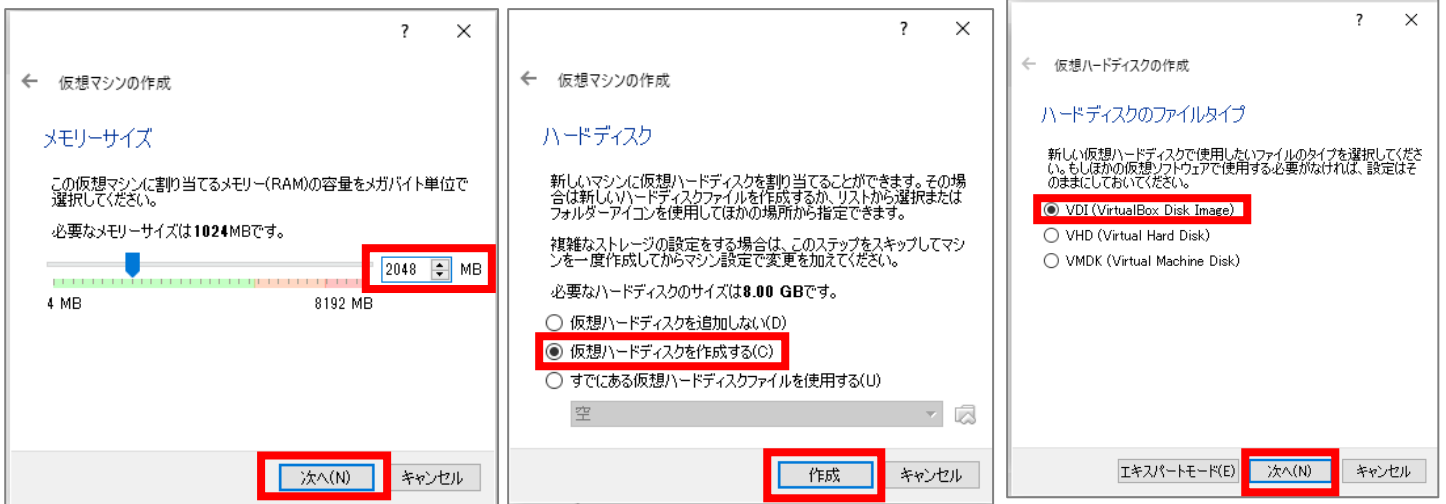 ? ×
← 仮想マシンの作成
メモリーサイズ
この仮想マシンに割り当てるメモリー(RAM)の容量をメガバイト単位で
選択してください。
必要なメモリーサイズは1024MBです。
2048 MB
4 MB 8192 MB
次へ(N) キャンセル
? ×
← 仮想マシンの作成
ハードディスク
新しいマシンに仮想ハードディスクを割り当てることができます。その場
合は新しいハードディスクファイルを作成するか、リストから選択または
フォルダーアイコンを使用してほかの場所から指定できます。
複雑なストレージの設定をする場合は、このステップをスキップしてマシ
ンを一度作成してからマシン設定で変更を加えてください。
必要なハードディスクのサイズは8.00 GBです。
仮想ハードディスクを追加しない(D)
仮想ハードディスクを作成する(C)
すでにある仮想ハードディスクファイルを使用する(U)
空
作成 キャンセル
? ×
← 仮想ハードディスクの作成
ハードディスクのファイルタイプ
新しい仮想ハードディスクで使用したいファイルのタイプを選択してくださ
い。もしほかの仮想ソフトウェアで使用する必要がなければ、設定はそ
のままにしておいてください。
VDI (VirtualBox Disk Image)
VHD (Virtual Hard Disk)
VMDK (Virtual Machine Disk)
エキスパートモード(E) 次へ(N) キャンセル